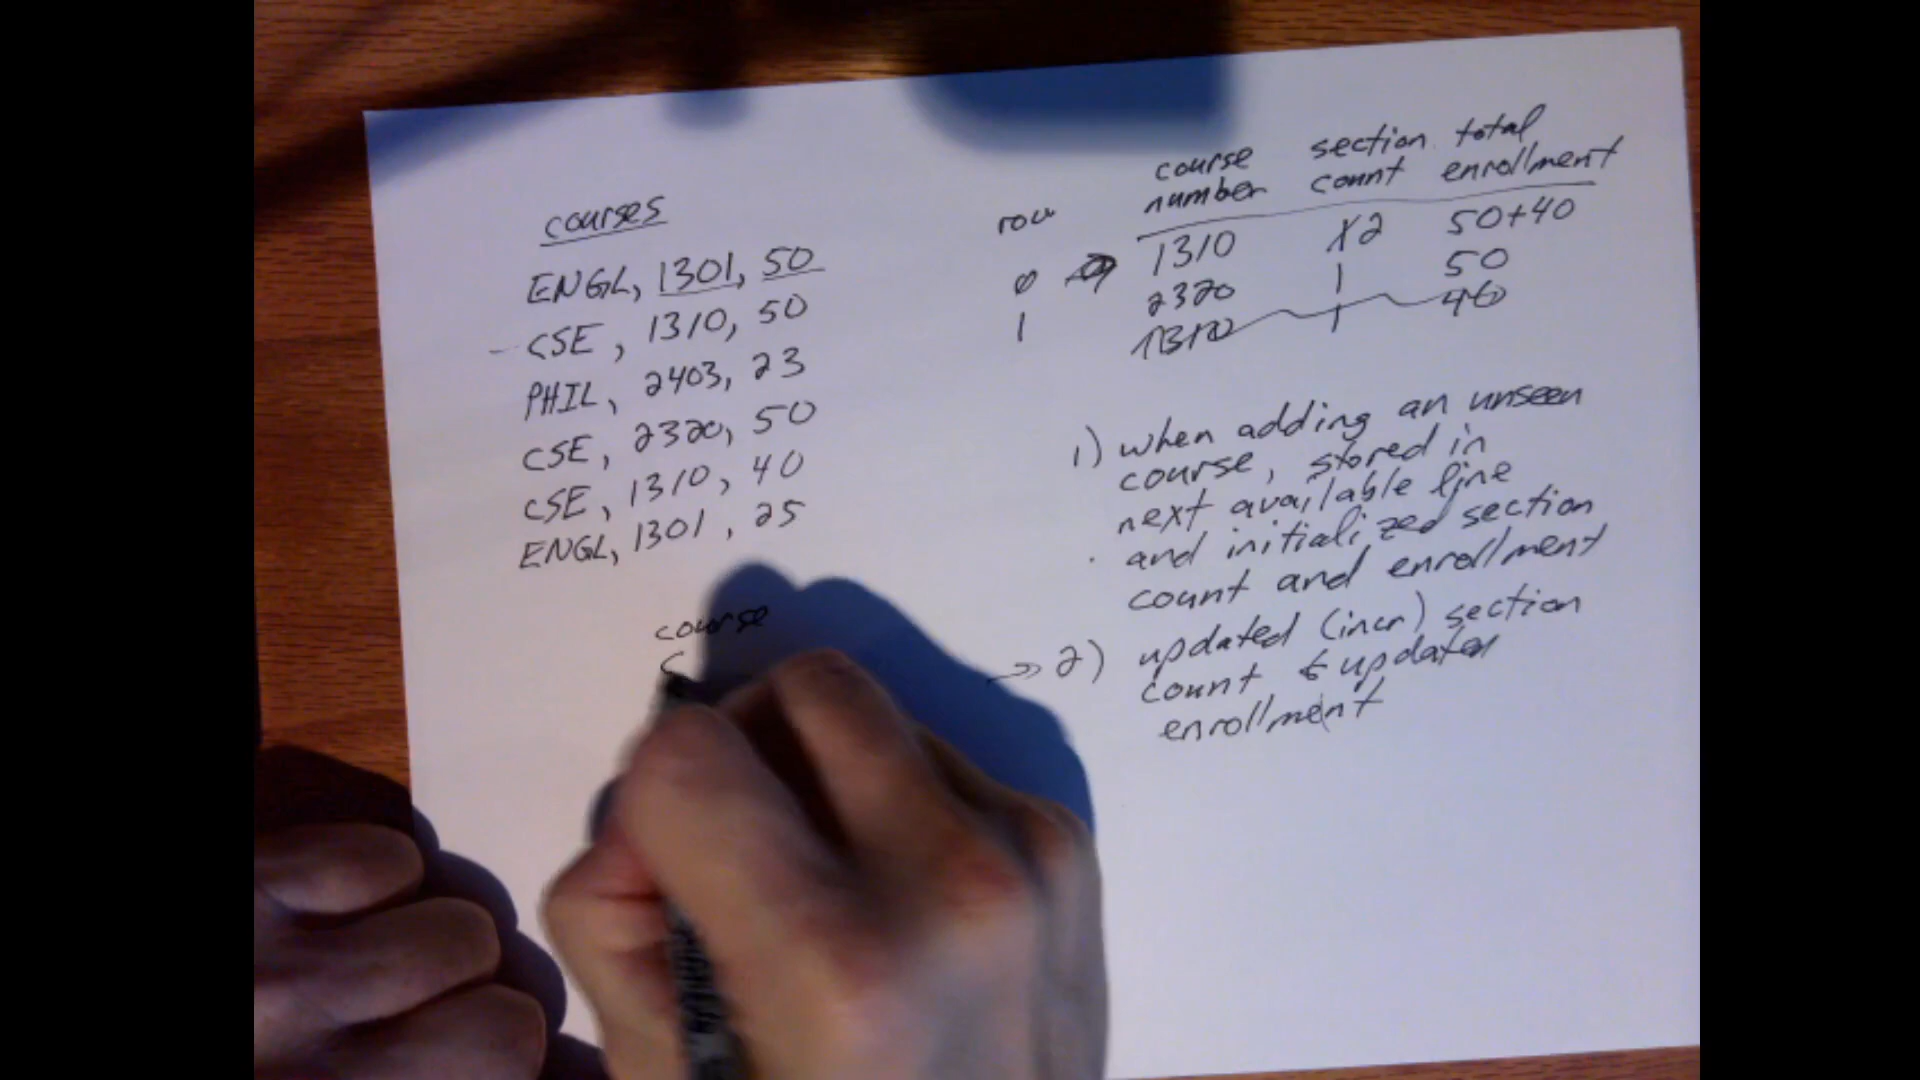 courses
ENGL, 1301, 50
CSE, 1310, 50
PHIL, 2403, 23
CSE, 2320, 50
CSE, 1310, 40
ENGL, 1301, 25
course
row
0
1
course number
section count
total enrollment
1310 2 50+40
2320 1 50
1310 1 40
1) when adding an unseen
course, stored in
next available line
and initialized section
count and enrollment
2) updated (incr) section
count & updated
enrollment